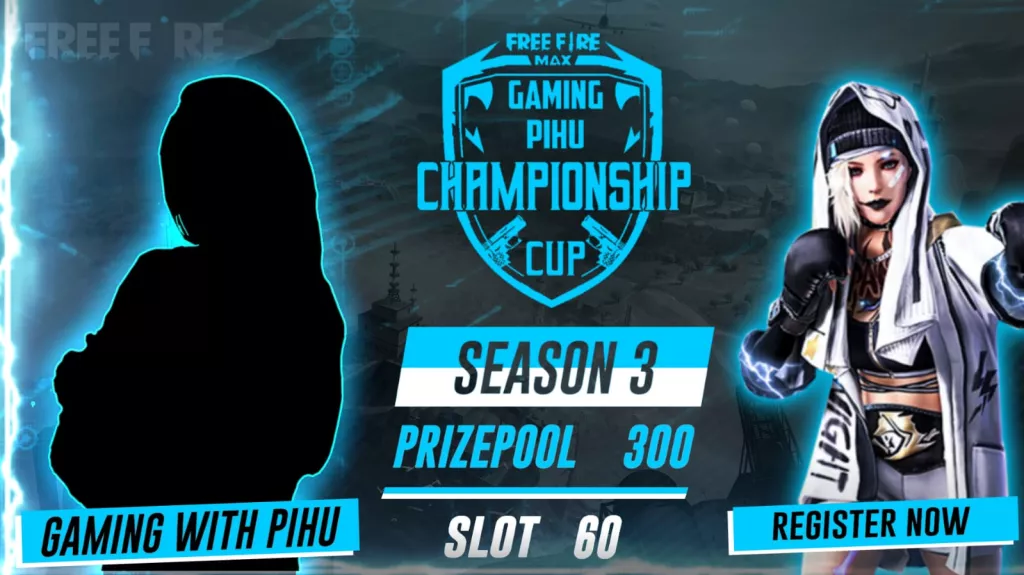 FREE FIRE
FREE FIRE
MAX
GAMING
PIHU
CHAMPIONSHIP
CUP
SEASON 3
PRIZEPOOL 300
SLOT 60
GAMING WITH PIHU
REGISTER NOW